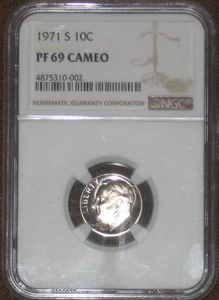 1971 S 10C
PF 69 CAMEO
4875310-002
NUMISMATIC GUARANTY CORPORATION
NGC
LIBERTY